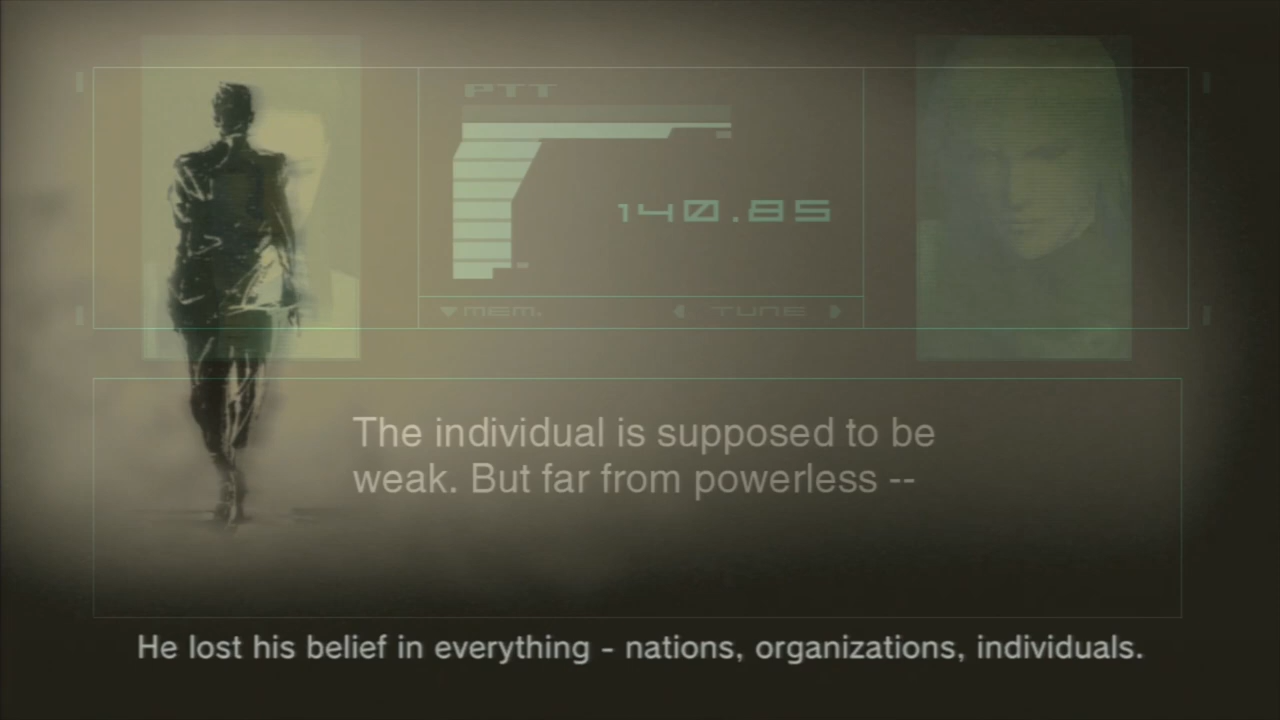 PTT
140.85
MEM.
TUNE
The individual is supposed to be
weak. But far from powerless --
He lost his belief in everything - nations, organizations, individuals.